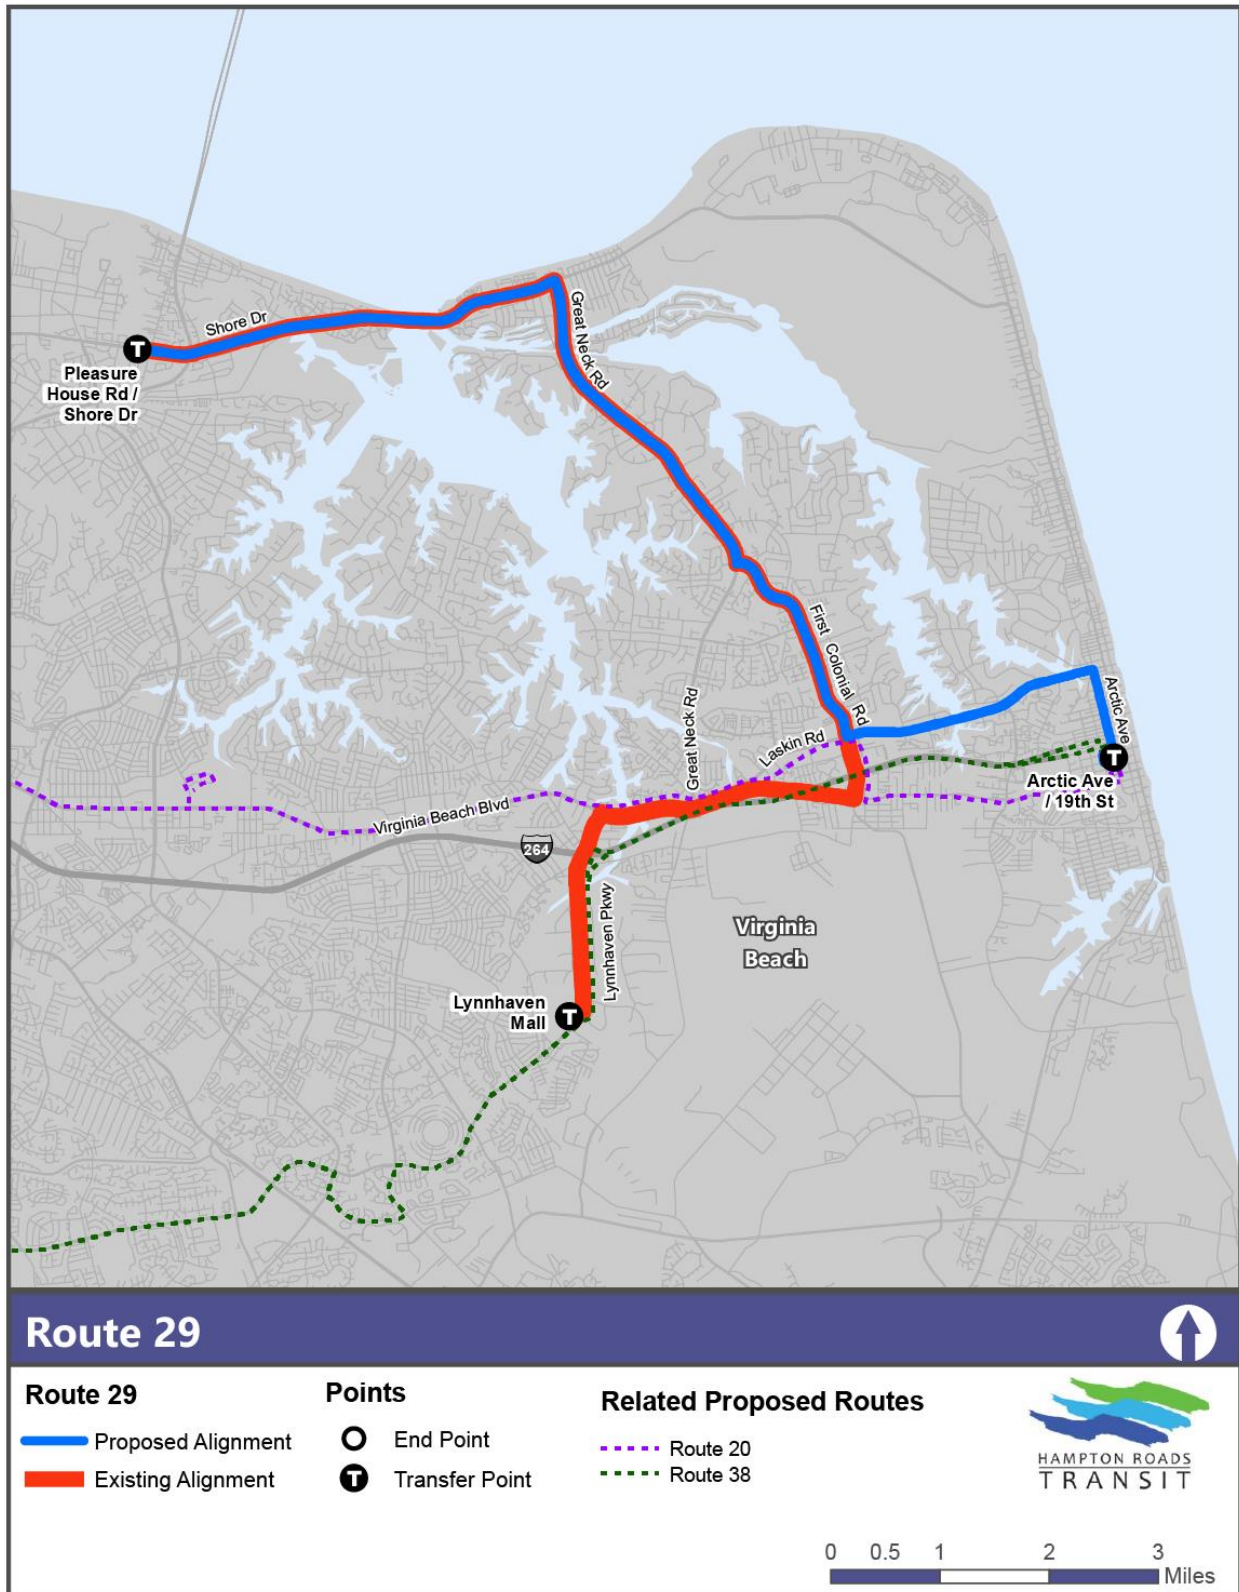 Shore Dr
Great Neck Rd
Pleasure
House Rd /
Shore Dr
First Colonial Rd
Arctic Ave
Great Neck Rd
Laskin Rd
Arctic Ave
/ 19th St
Virginia Beach Blvd
264
Lynnhaven Pkwy
Virginia
Beach
Lynnhaven
Mall
T
T
T
Route 29
Route 29
Proposed Alignment
Existing Alignment
Points
End Point
T Transfer Point
Related Proposed Routes
Route 20
Route 38
HAMPTON ROADS
TRANSIT
0 0.5 1 2 3
Miles